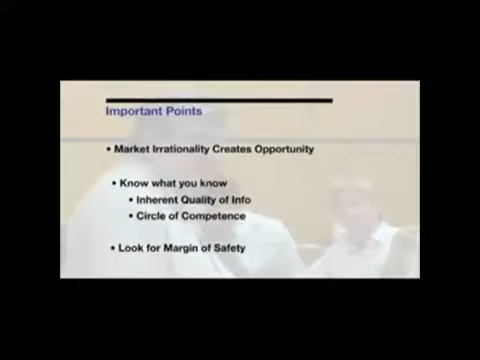 Important Points
• Market Irrationality Creates Opportunity
• Know what you know
• Inherent Quality of Info
• Circle of Competence
• Look for Margin of Safety